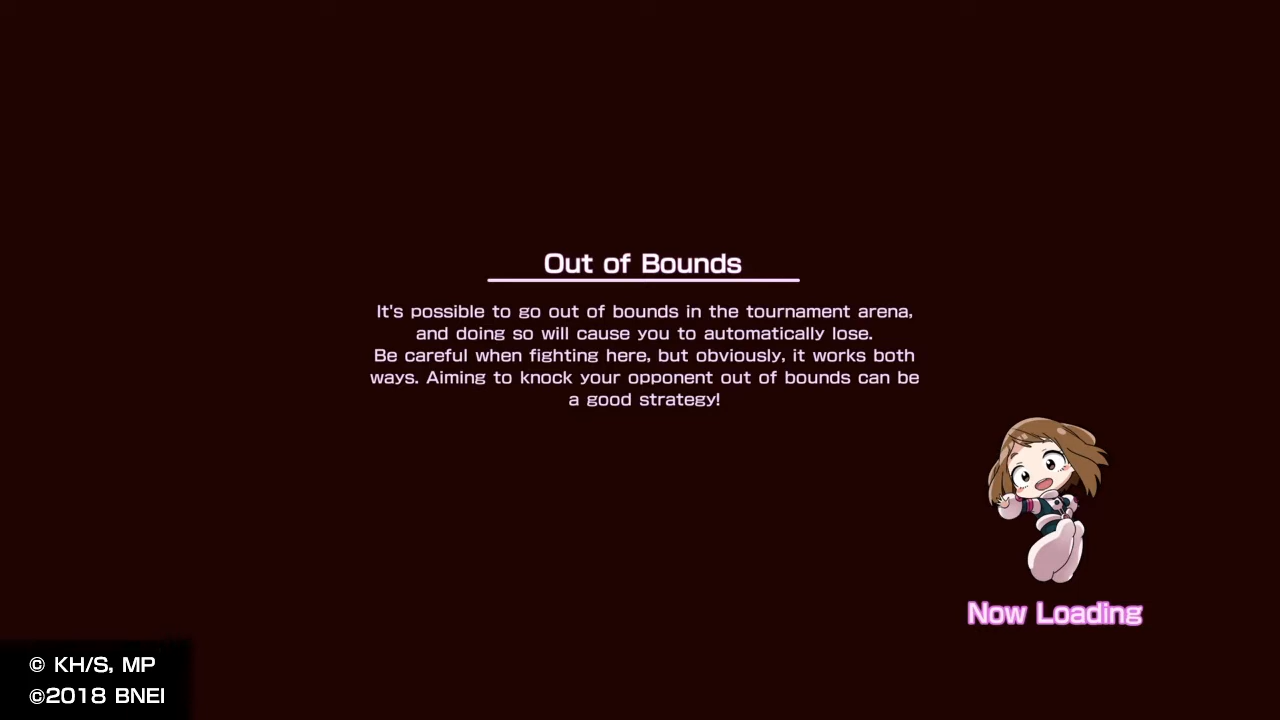 Out of Bounds
It's possible to go out of bounds in the tournament arena,
and doing so will cause you to automatically lose.
Be careful when fighting here, but obviously, it works both
ways. Aiming to knock your opponent out of bounds can be
a good strategy!
Now Loading
© KH/S, MP
©2018 BNEI